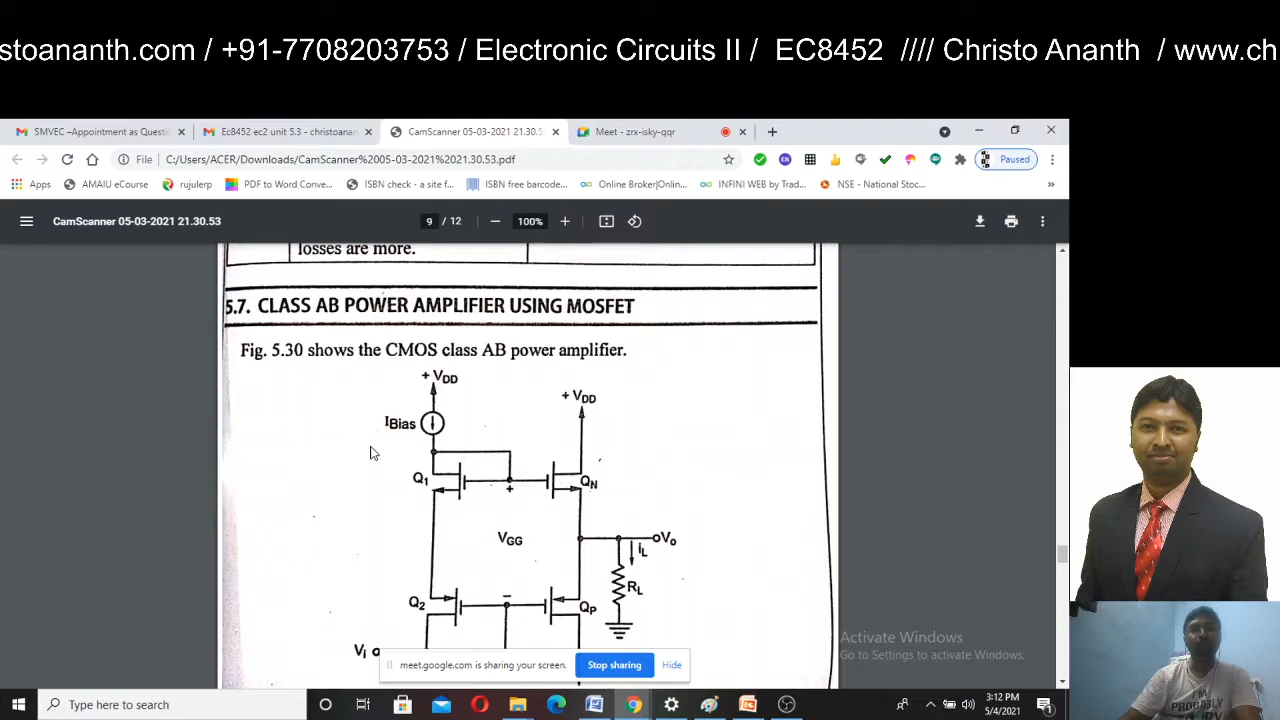 stoananth.com / +91-7708203753 / Electronic Circuits II / EC8452 //// Christo Ananth / www.ch
SMVEC –Appointment as Questi
Ec8452 ec2 unit 5.3 - christoanan
CamScanner 05-03-2021 21.30.5
Meet - zrx-isky-qqr
File
C:/Users/ACER/Downloads/CamScanner%2005-03-2021%2021.30.53.pdf
EN
Paused
Apps
AMAIU eCourse
rujulerp
PDF to Word Conve...
ISBN check - a site f...
ISBN free barcode...
Online Broker|Onlin...
INFINI WEB by Trad...
NSE - National Stoc...
»
CamScanner 05-03-2021 21.30.53
9 / 12
100%
losses are more.
5.7. CLASS AB POWER AMPLIFIER USING MOSFET
Fig. 5.30 shows the CMOS class AB power amplifier.
+ VDD
+ VDD
IBias
Q1
QN
+
VGG
Vo
iL
RL
–
Q2
QP
VI
meet.google.com is sharing your screen.
Stop sharing
Hide
Activate Windows
Go to Settings to activate Windows.
I'M
PROBABLY
Type here to search
3:12 PM
5/4/2021
1